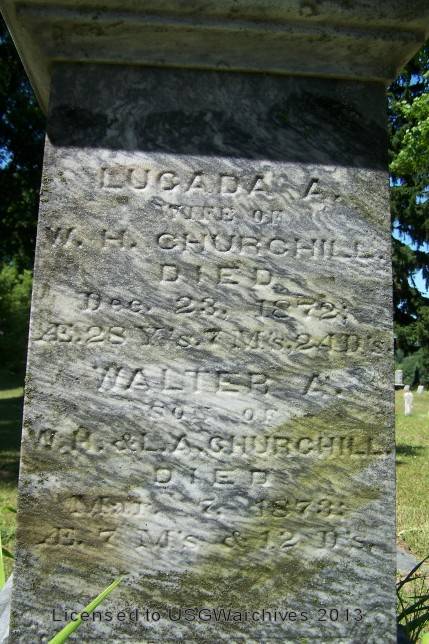 LUCADA A.
WIFE OF
W. H. CHURCHILL.
DIED
Dec. 23, 1872;
Æ. 28 Y's & 7 M's. 24 D's
WALTER A.
SON OF
W. H. & L. A. CHURCHILL.
DIED
Mar. 7, 1873;
Æ. 7 M's & 12 D's.
Licensed to USGWarchives 2013